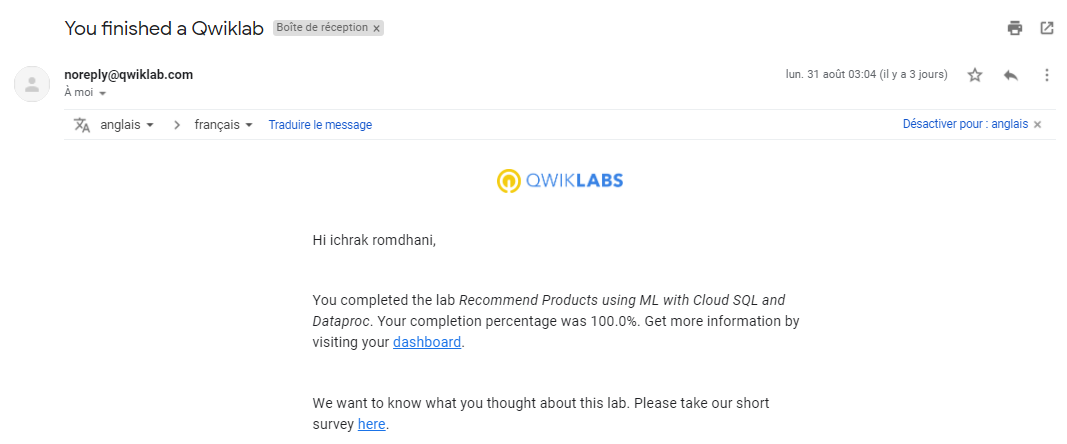 You finished a Qwiklab Boîte de réception x
noreply@qwiklab.com lun. 31 août 03:04 (il y a 3 jours)
À moi
anglais > français Traduire le message Désactiver pour : anglais x
QWIKLABS
Hi ichrak romdhani,
You completed the lab Recommend Products using ML with Cloud SQL and
Dataproc. Your completion percentage was 100.0%. Get more information by
visiting your dashboard.
We want to know what you thought about this lab. Please take our short
survey here.